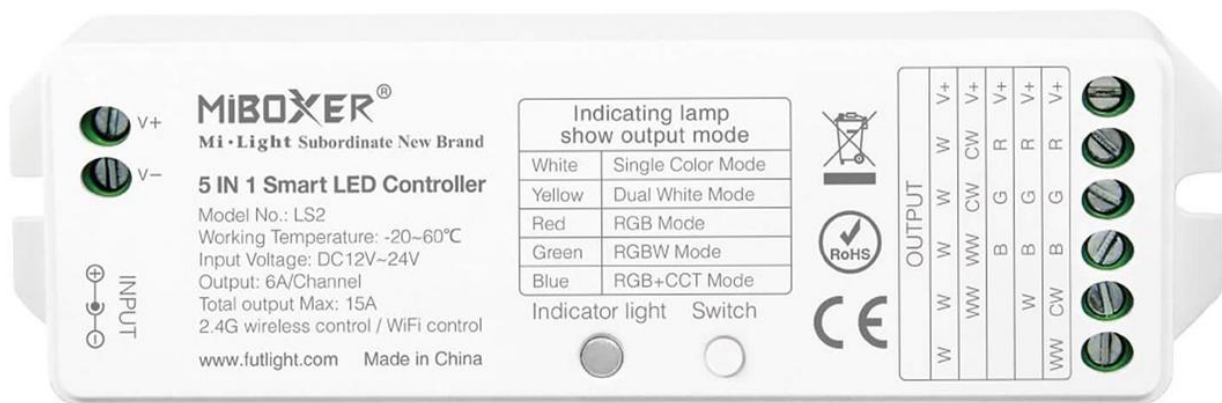 V+
V−
INPUT
MiBOXER®
Mi·Light Subordinate New Brand
5 IN 1 Smart LED Controller
Model No.: LS2
Working Temperature: -20~60℃
Input Voltage: DC12V~24V
Output: 6A/Channel
Total output Max: 15A
2.4G wireless control / WiFi control
www.futlight.com Made in China
Indicating lamp
show output mode
White Single Color Mode
Yellow Dual White Mode
Red RGB Mode
Green RGBW Mode
Blue RGB+CCT Mode
Indicator light Switch
RoHS
CE
OUTPUT
W W W W W V+
WW WW CW CW V+
B G R V+
W B G R V+
WW CW B G R V+